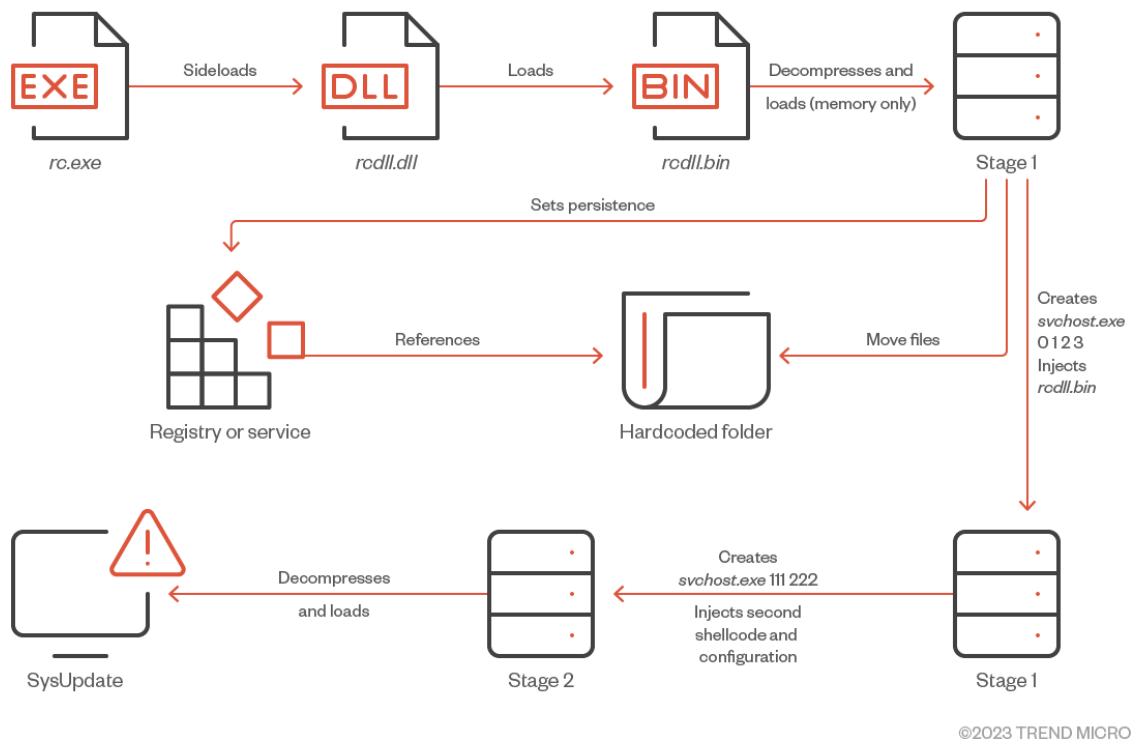 EXE
Sideloads
DLL
Loads
BIN
Decompresses and
loads (memory only)
rc.exe
rcdll.dll
rcdll.bin
Stage 1
Sets persistence
Creates
svchost.exe
0 1 2 3
Injects
rcdll.bin
References
Move files
Registry or service
Hardcoded folder
Decompresses
and loads
Creates
svchost.exe 111 222
Injects second
shellcode and
configuration
SysUpdate
Stage 2
Stage 1
©2023 TREND MICRO